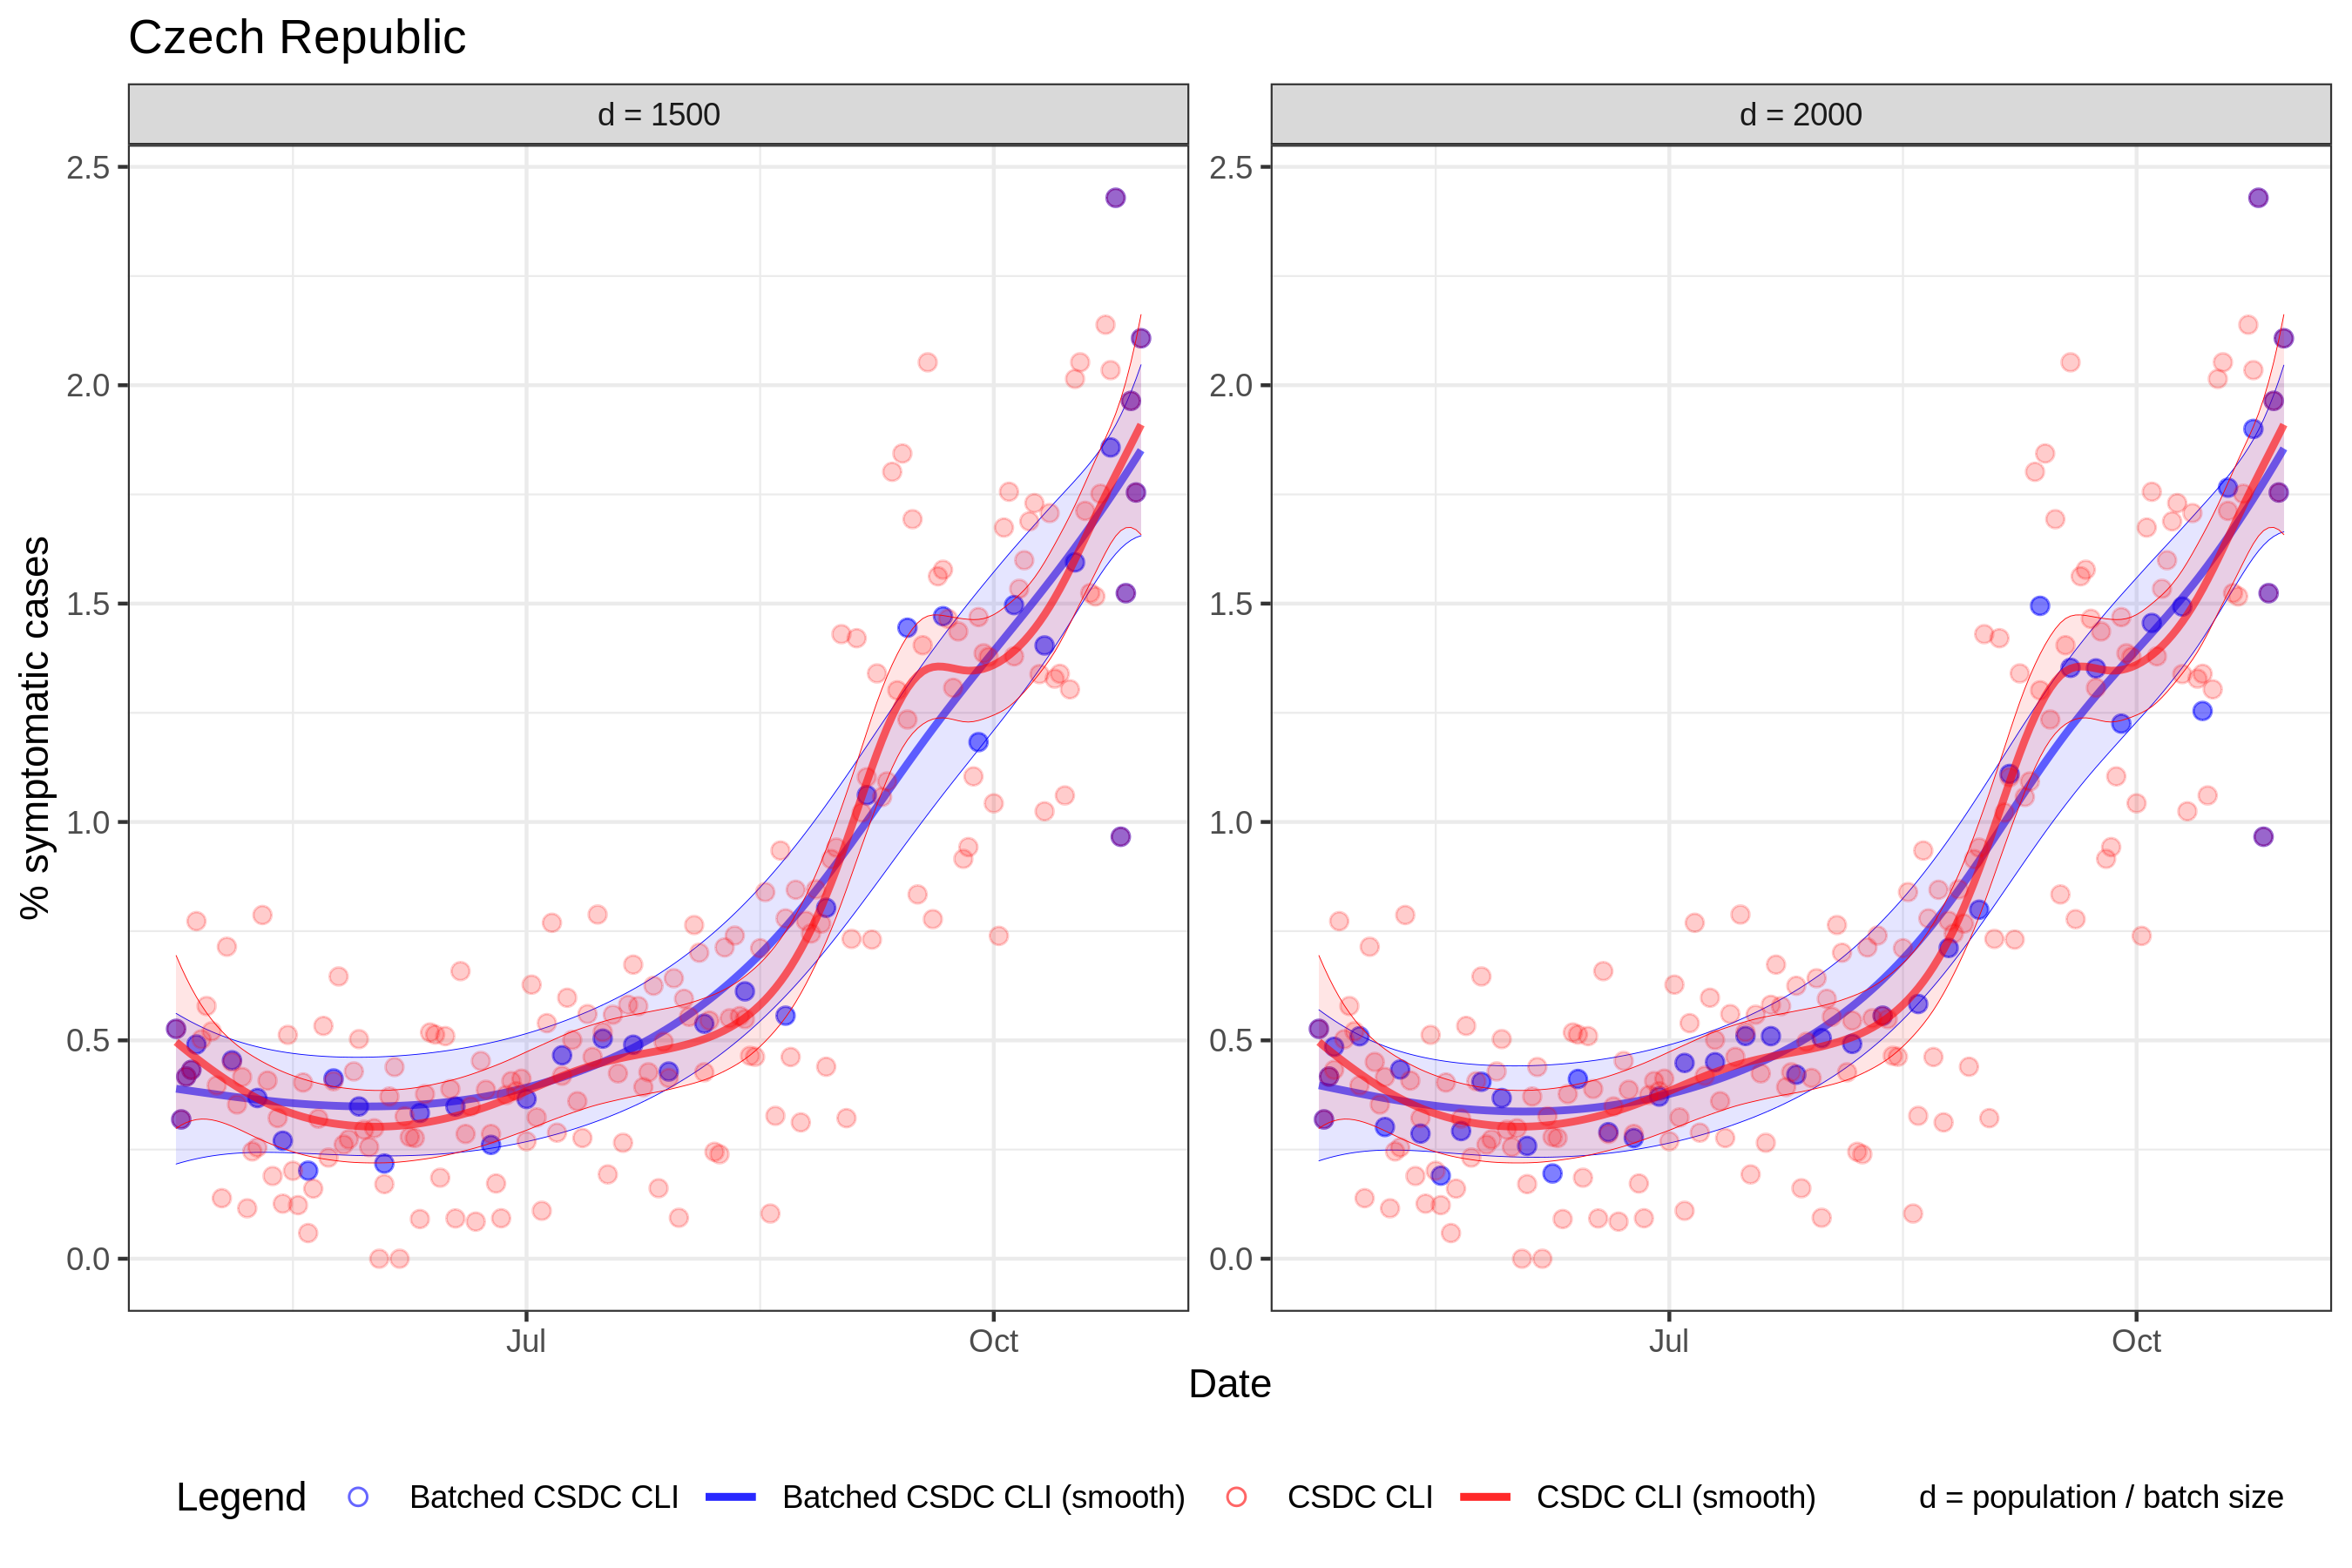 Czech Republic
d = 1500
d = 2000
2.5
2.0
1.5
1.0
0.5
0.0
2.5
2.0
1.5
1.0
0.5
0.0
% symptomatic cases
Jul
Oct
Jul
Oct
Date
Legend
Batched CSDC CLI
Batched CSDC CLI (smooth)
CSDC CLI
CSDC CLI (smooth)
d = population / batch size